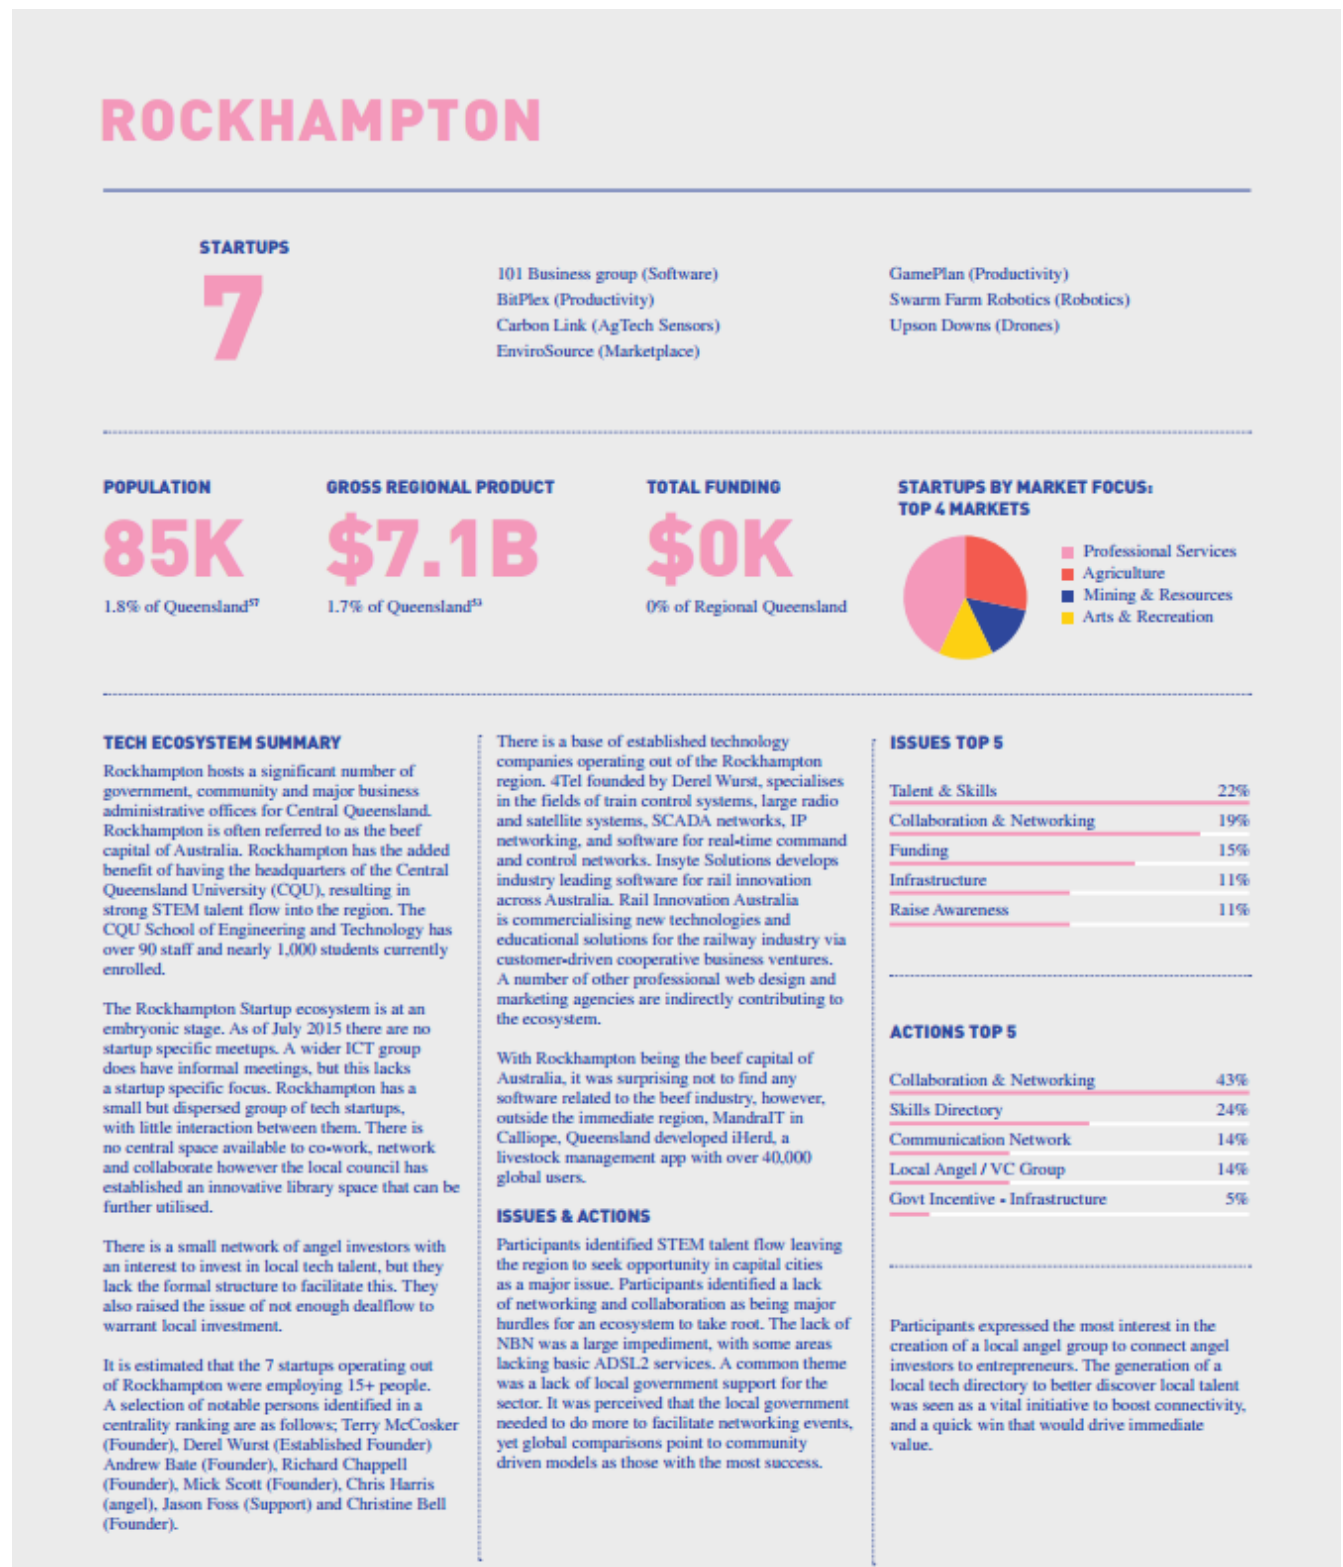 ROCKHAMPTON
STARTUPS
7
101 Business group (Software)
BitPlex (Productivity)
Carbon Link (AgTech Sensors)
EnviroSource (Marketplace)
GamePlan (Productivity)
Swarm Farm Robotics (Robotics)
Upson Downs (Drones)
POPULATION
85K
1.8% of Queensland57
GROSS REGIONAL PRODUCT
$7.1B
1.7% of Queensland53
TOTAL FUNDING
$0K
0% of Regional Queensland
STARTUPS BY MARKET FOCUS:
TOP 4 MARKETS
Professional Services
Agriculture
Mining & Resources
Arts & Recreation
TECH ECOSYSTEM SUMMARY
Rockhampton hosts a significant number of
government, community and major business
administrative offices for Central Queensland.
Rockhampton is often referred to as the beef
capital of Australia. Rockhampton has the added
benefit of having the headquarters of the Central
Queensland University (CQU), resulting in
strong STEM talent flow into the region. The
CQU School of Engineering and Technology has
over 90 staff and nearly 1,000 students currently
enrolled.
The Rockhampton Startup ecosystem is at an
embryonic stage. As of July 2015 there are no
startup specific meetups. A wider ICT group
does have informal meetings, but this lacks
a startup specific focus. Rockhampton has a
small but dispersed group of tech startups,
with little interaction between them. There is
no central space available to co-work, network
and collaborate however the local council has
established an innovative library space that can be
further utilised.
There is a small network of angel investors with
an interest to invest in local tech talent, but they
lack the formal structure to facilitate this. They
also raised the issue of not enough dealflow to
warrant local investment.
It is estimated that the 7 startups operating out
of Rockhampton were employing 15+ people.
A selection of notable persons identified in a
centrality ranking are as follows; Terry McCosker
(Founder), Derel Wurst (Established Founder)
Andrew Bate (Founder), Richard Chappell
(Founder), Mick Scott (Founder), Chris Harris
(angel), Jason Foss (Support) and Christine Bell
(Founder).
There is a base of established technology
companies operating out of the Rockhampton
region. 4Tel founded by Derel Wurst, specialises
in the fields of train control systems, large radio
and satellite systems, SCADA networks, IP
networking, and software for real-time command
and control networks. Insyte Solutions develops
industry leading software for rail innovation
across Australia. Rail Innovation Australia
is commercialising new technologies and
educational solutions for the railway industry via
customer-driven cooperative business ventures.
A number of other professional web design and
marketing agencies are indirectly contributing to
the ecosystem.
With Rockhampton being the beef capital of
Australia, it was surprising not to find any
software related to the beef industry, however,
outside the immediate region, MandraIT in
Calliope, Queensland developed iHerd, a
livestock management app with over 40,000
global users.
ISSUES & ACTIONS
Participants identified STEM talent flow leaving
the region to seek opportunity in capital cities
as a major issue. Participants identified a lack
of networking and collaboration as being major
hurdles for an ecosystem to take root. The lack of
NBN was a large impediment, with some areas
lacking basic ADSL2 services. A common theme
was a lack of local government support for the
sector. It was perceived that the local government
needed to do more to facilitate networking events,
yet global comparisons point to community
driven models as those with the most success.
ISSUES TOP 5
Talent & Skills 22%
Collaboration & Networking 19%
Funding 15%
Infrastructure 11%
Raise Awareness 11%
ACTIONS TOP 5
Collaboration & Networking 43%
Skills Directory 24%
Communication Network 14%
Local Angel / VC Group 14%
Govt Incentive - Infrastructure 5%
Participants expressed the most interest in the
creation of a local angel group to connect angel
investors to entrepreneurs. The generation of a
local tech directory to better discover local talent
was seen as a vital initiative to boost connectivity,
and a quick win that would drive immediate
value.